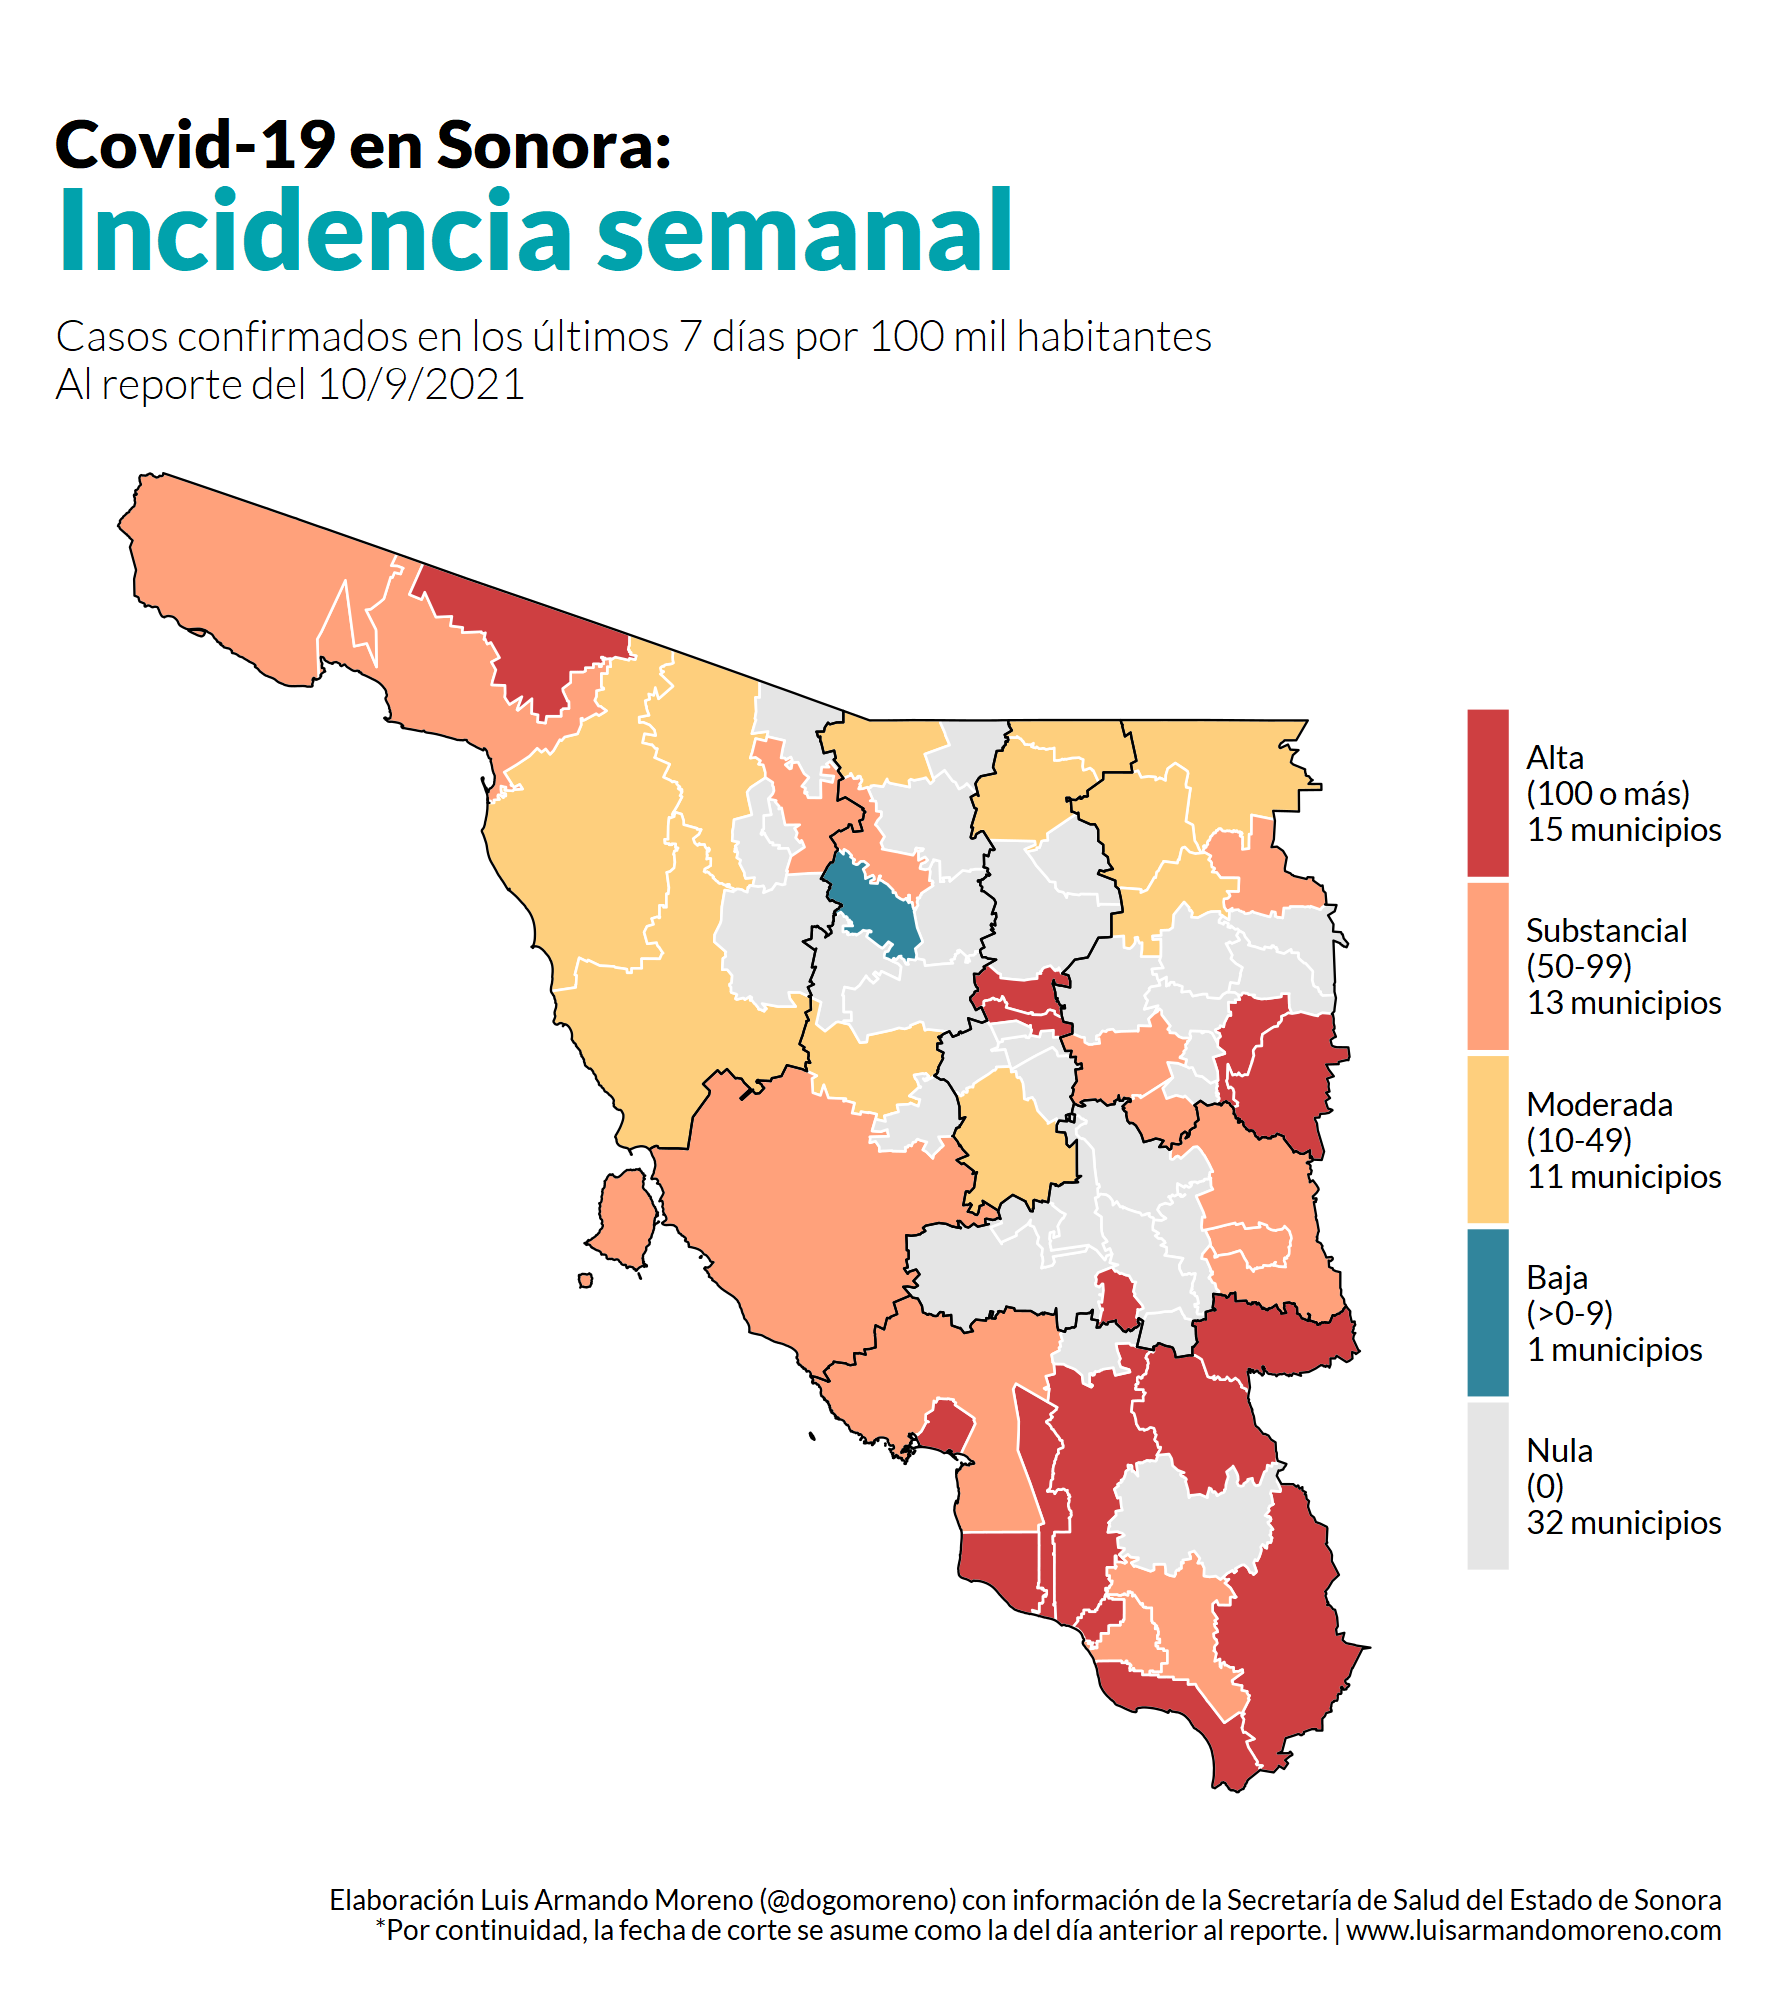 Covid-19 en Sonora:
Incidencia semanal
Casos confirmados en los últimos 7 días por 100 mil habitantes
Al reporte del 10/9/2021
Alta
(100 o más)
15 municipios
Substancial
(50-99)
13 municipios
Moderada
(10-49)
11 municipios
Baja
(>0-9)
1 municipios
Nula
(0)
32 municipios
Elaboración Luis Armando Moreno (@dogomoreno) con información de la Secretaría de Salud del Estado de Sonora
*Por continuidad, la fecha de corte se asume como la del día anterior al reporte. | www.luisarmandomoreno.com